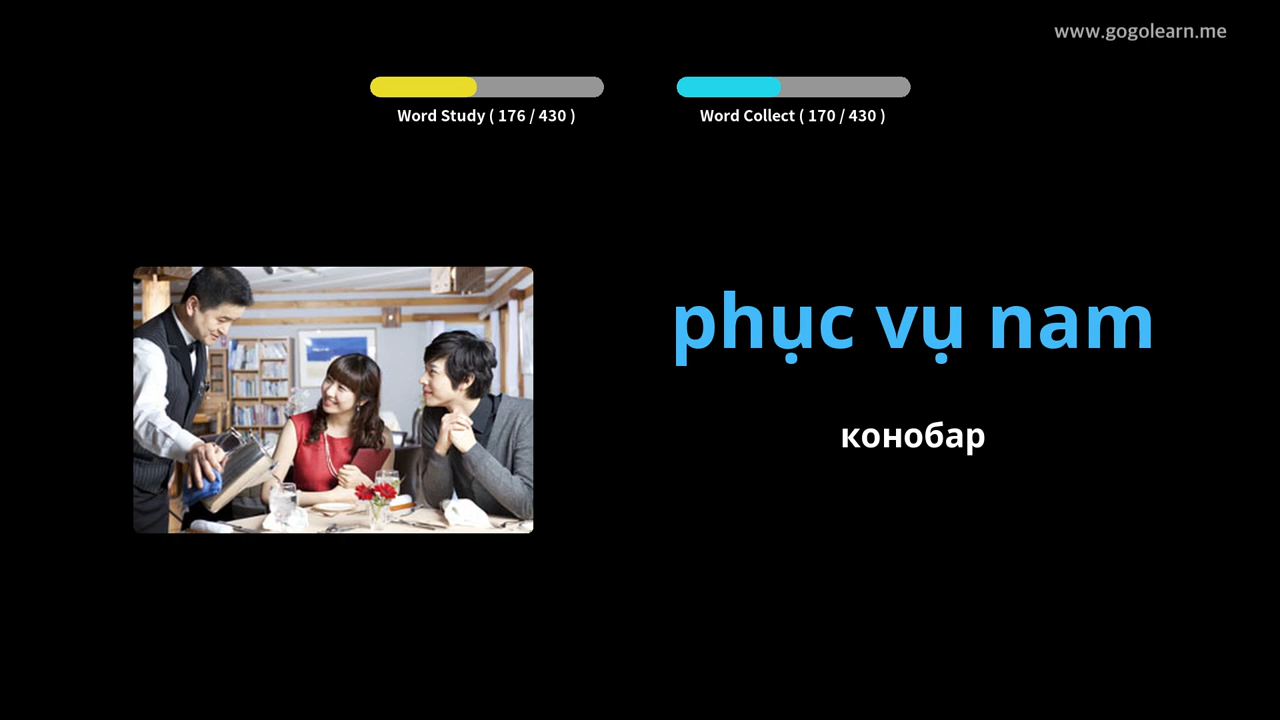 www.gogolearn.me
Word Study ( 176 / 430 )
Word Collect ( 170 / 430 )
phục vụ nam
конобар